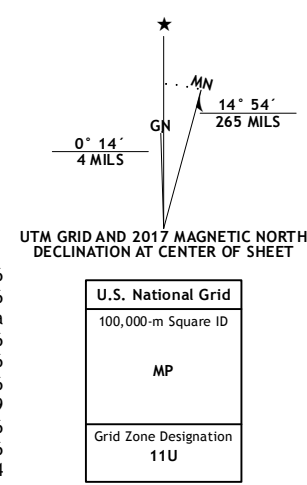 ★
MN
GN
14° 54´
265 MILS
0° 14´
4 MILS
UTM GRID AND 2017 MAGNETIC NORTH
DECLINATION AT CENTER OF SHEET
U.S. National Grid
100,000-m Square ID
MP
Grid Zone Designation
11U